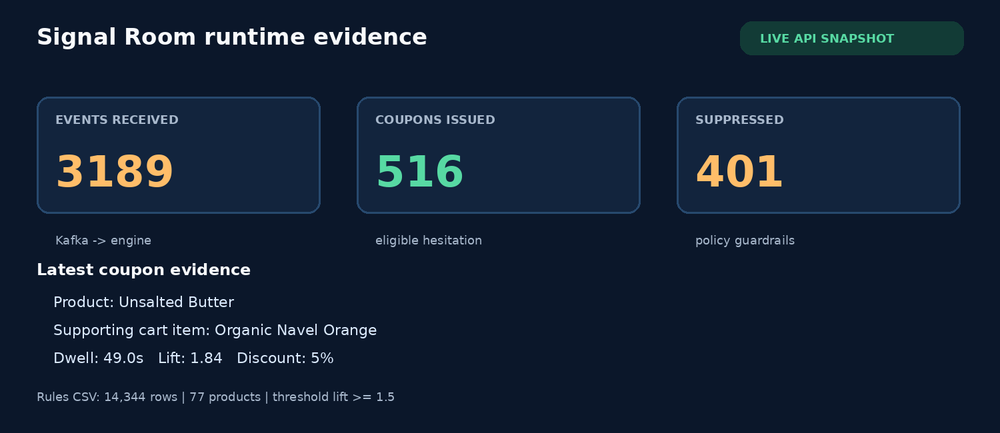 Signal Room runtime evidence
LIVE API SNAPSHOT
EVENTS RECEIVED
3189
Kafka -> engine
COUPONS ISSUED
516
eligible hesitation
SUPPRESSED
401
policy guardrails
Latest coupon evidence
Product: Unsalted Butter
Supporting cart item: Organic Navel Orange
Dwell: 49.0s   Lift: 1.84   Discount: 5%
Rules CSV: 14,344 rows | 77 products | threshold lift >= 1.5